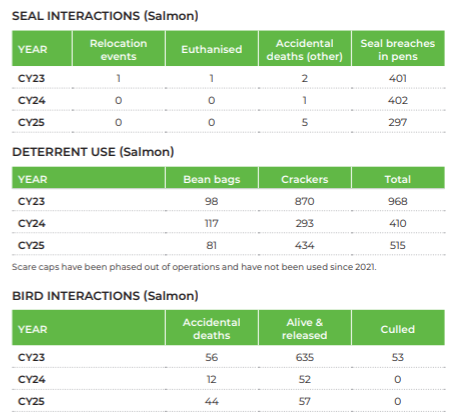 SEAL INTERACTIONS (Salmon)
YEAR Relocation events Euthanised Accidental deaths (other) Seal breaches in pens
CY23 1 1 2 401
CY24 0 0 1 402
CY25 0 0 5 297
DETERRENT USE (Salmon)
YEAR Bean bags Crackers Total
CY23 98 870 968
CY24 117 293 410
CY25 81 434 515
Scare caps have been phased out of operations and have not been used since 2021.
BIRD INTERACTIONS (Salmon)
YEAR Accidental deaths Alive & released Culled
CY23 56 635 53
CY24 12 52 0
CY25 44 57 0